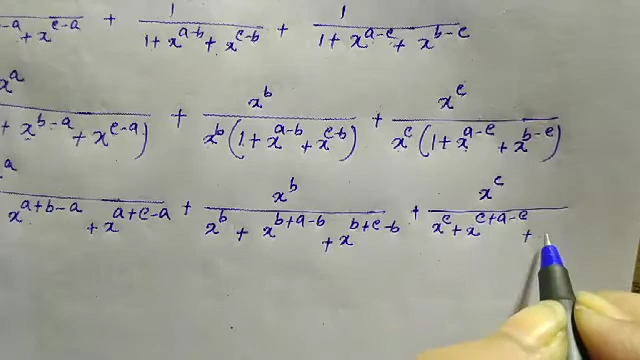 + x^{c-a} + 1/(1 + x^{a-b} + x^{c-b}) + 1/(1 + x^{a-c} + x^{b-c})
x^a/(+ x^{b-a} + x^{c-a}) + x^b/(x^b(1 + x^{a-b} + x^{c-b})) + x^c/(x^c(1 + x^{a-c} + x^{b-c}))
x^{a+b-a} + x^{a+c-a} + x^b/(x^b + x^{b+a-b} + x^{b+c-b}) + x^c/(x^c + x^{c+a-c} +